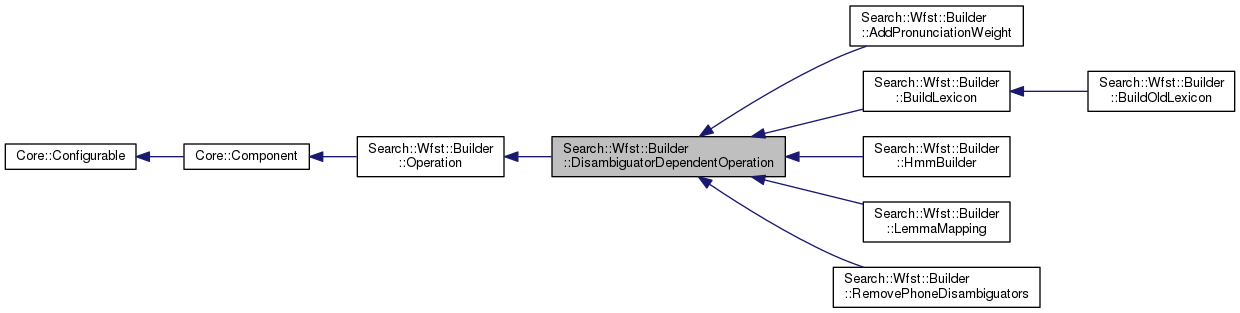 Core::Configurable
Core::Component
Search::Wfst::Builder
::Operation
Search::Wfst::Builder
::DisambiguatorDependentOperation
Search::Wfst::Builder
::AddPronunciationWeight
Search::Wfst::Builder
::BuildLexicon
Search::Wfst::Builder
::BuildOldLexicon
Search::Wfst::Builder
::HmmBuilder
Search::Wfst::Builder
::LemmaMapping
Search::Wfst::Builder
::RemovePhoneDisambiguators